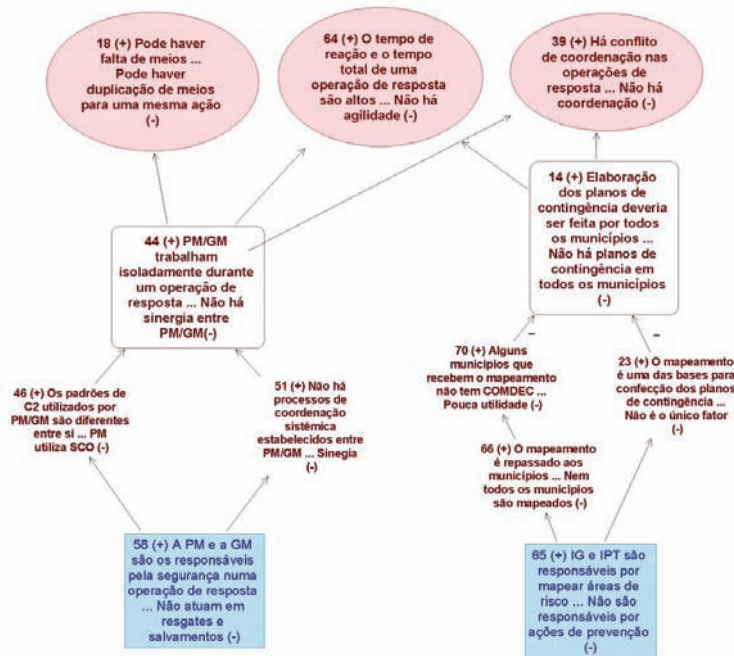 18 (+) Pode haver
falta de meios ...
Pode haver
duplicação de meios
para uma mesma ação
(-)
64 (+) O tempo de
reação e o tempo
total de uma
operação de resposta
são altos ... Não há
agilidade (-)
39 (+) Há conflito
de coordenação nas
operações de
resposta ... Não há
coordenação (-)
44 (+) PM/GM
trabalham
isoladamente durante
um operação de
resposta ... Não há
sinergia entre
PM/GM(-)
14 (+) Elaboração
dos planos de
contingência deveria
ser feita por todos
os municípios ...
Não há planos de
contingência em
todos os municípios
(-)
–
–
–
46 (+) Os padrões de
C2 utilizados por
PM/GM são diferentes
entre si ... PM
utiliza SCO (-)
51 (+) Não há
processos de
coordenação
sistêmica
estabelecidos entre
PM/GM ... Sinegia
(-)
70 (+) Alguns
municípios que
recebem o mapeamento
não tem COMDEC ...
Pouca utilidade (-)
23 (+) O mapeamento
é uma das bases para
confecção dos planos
de contingência ...
Não é o único fator
(-)
66 (+) O mapeamento
é repassado aos
municípios ... Nem
todos os municipios
são mapeados (-)
58 (+) A PM e a GM
são os responsáveis
pela segurança numa
operação de resposta
... Não atuam em
resgates e
salvamentos (-)
65 (+) IG e IPT são
responsáveis por
mapear áreas de
risco ... Não são
responsáveis por
ações de prevenção
(-)